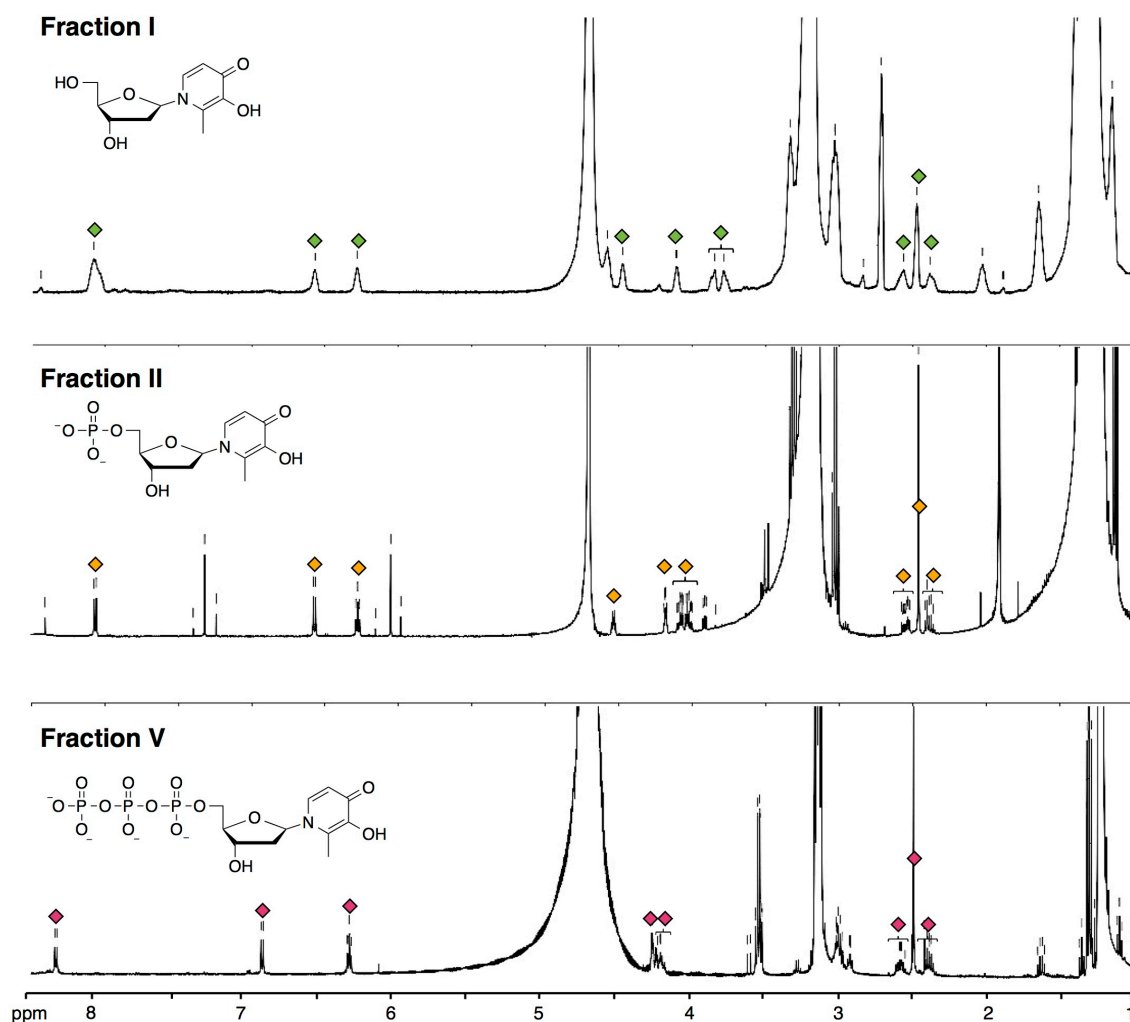 Fraction I
HO
O
N
O
OH
OH
Fraction II
O
⁻O-P-O
O⁻
O
N
O
OH
OH
Fraction V
O O O
⁻O-P-O-P-O-P-O
O⁻ O⁻ O⁻
O
N
O
OH
OH
ppm 8 7 6 5 4 3 2 1